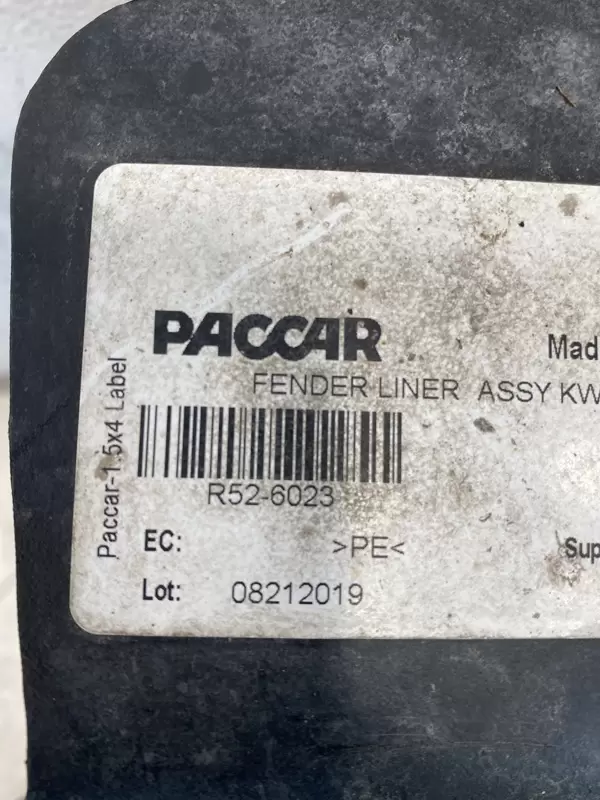 PACCAR
Mad
FENDER LINER ASSY KW
R52-6023
EC: >PE<
Sup
Lot: 08212019
Paccar-1.5x4 Label